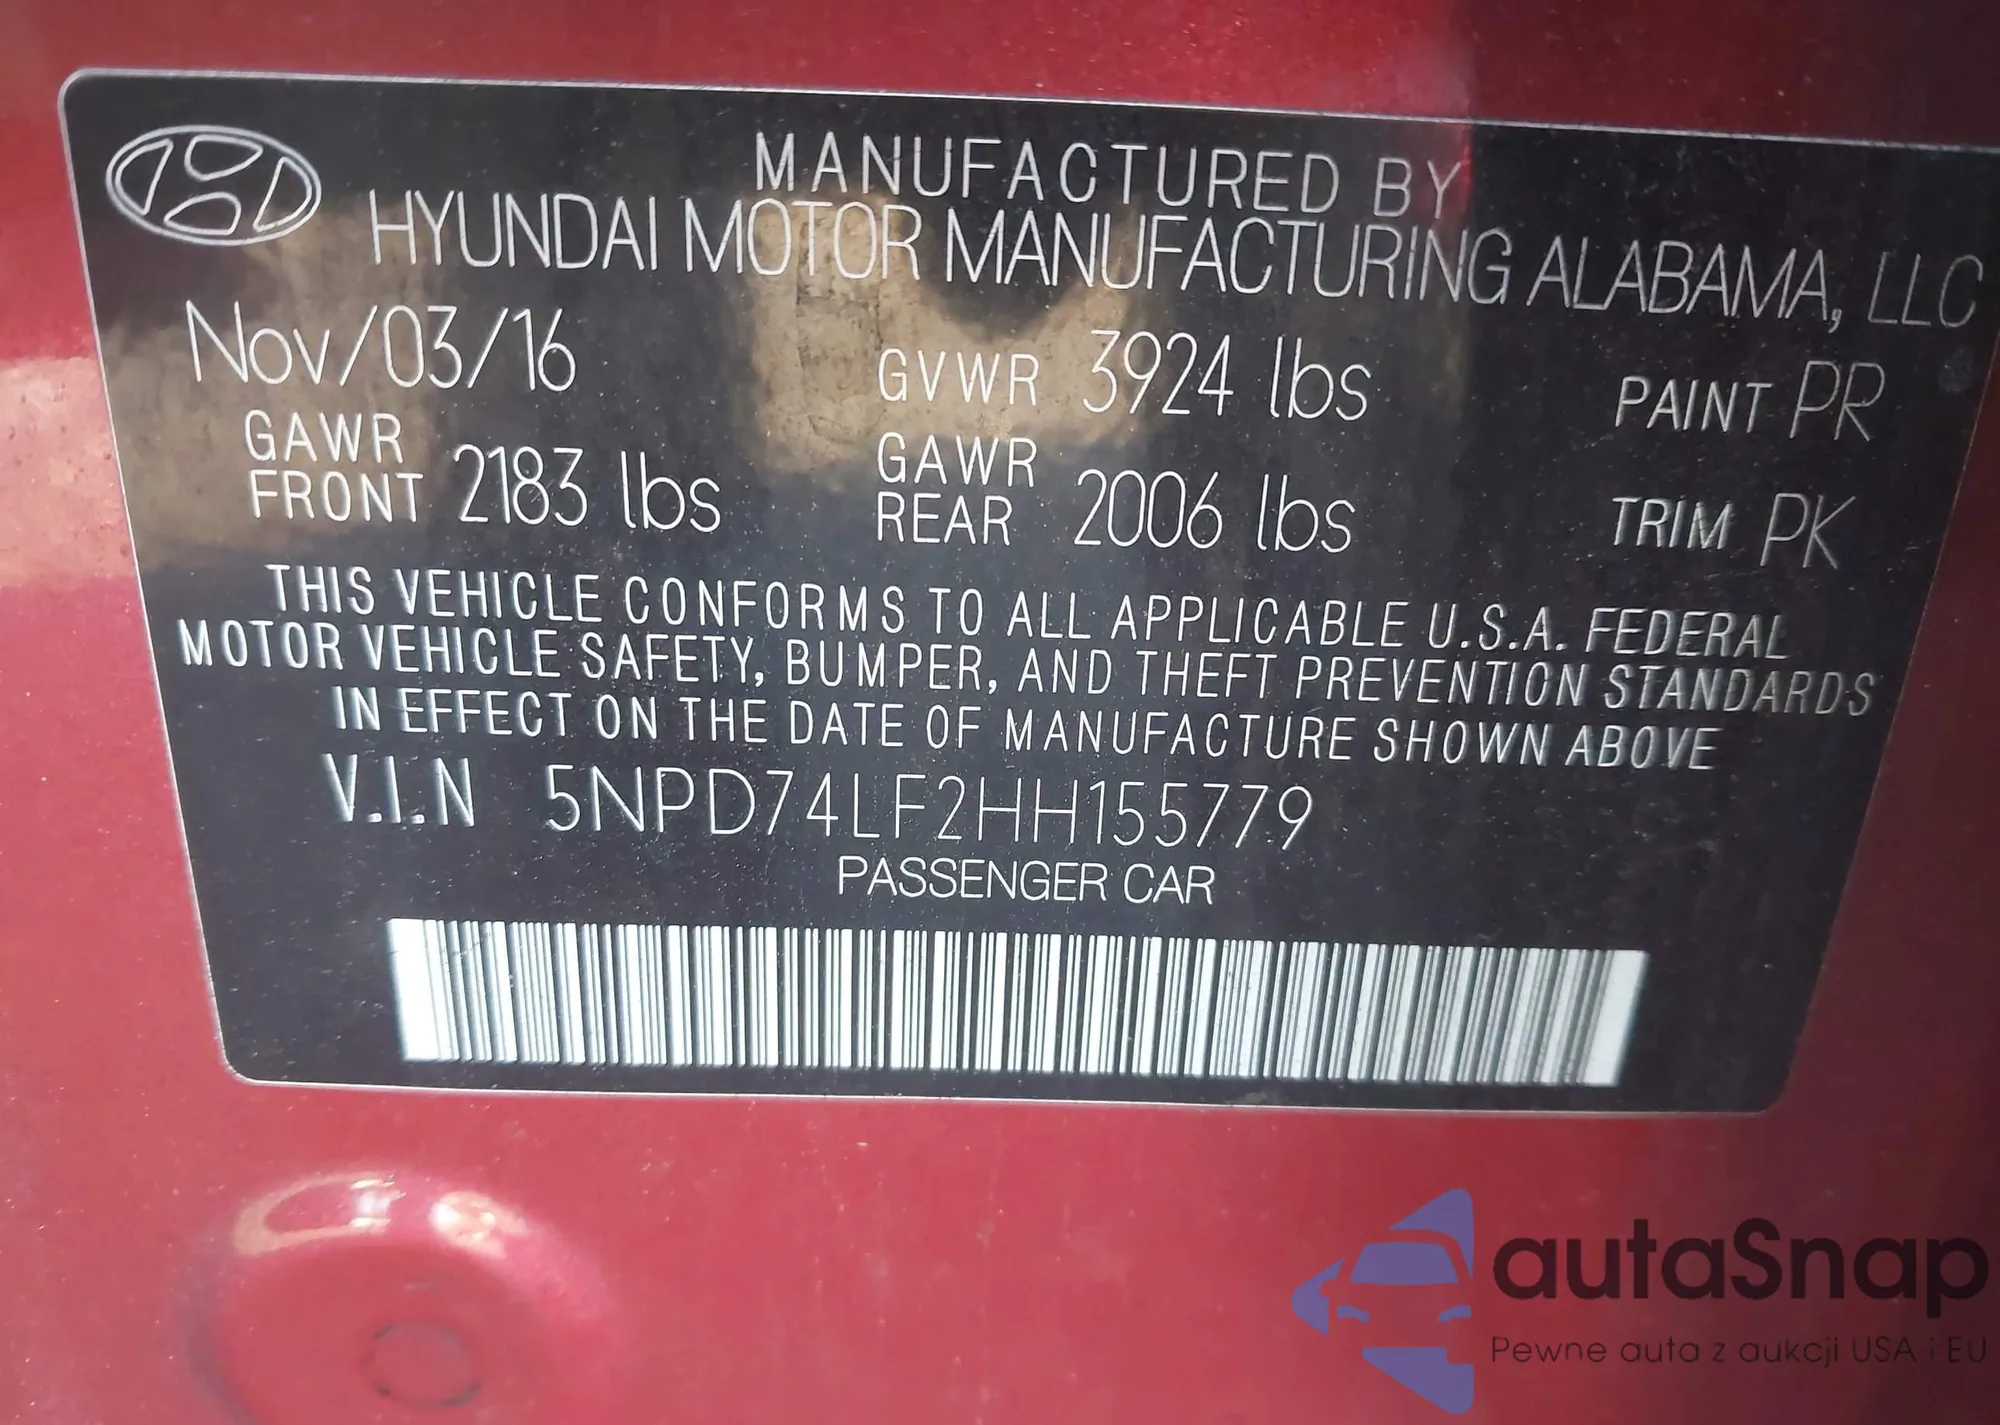 MANUFACTURED BY
HYUNDAI MOTOR MANUFACTURING ALABAMA, LLC
Nov/03/16 GVWR 3924 lbs PAINT PR
GAWR FRONT 2183 lbs GAWR REAR 2006 lbs TRIM PK
THIS VEHICLE CONFORMS TO ALL APPLICABLE U.S.A. FEDERAL
MOTOR VEHICLE SAFETY, BUMPER, AND THEFT PREVENTION STANDARDS
IN EFFECT ON THE DATE OF MANUFACTURE SHOWN ABOVE
V.I.N 5NPD74LF2HH155779
PASSENGER CAR
autaSnap
Pewne auta z aukcji USA i EU